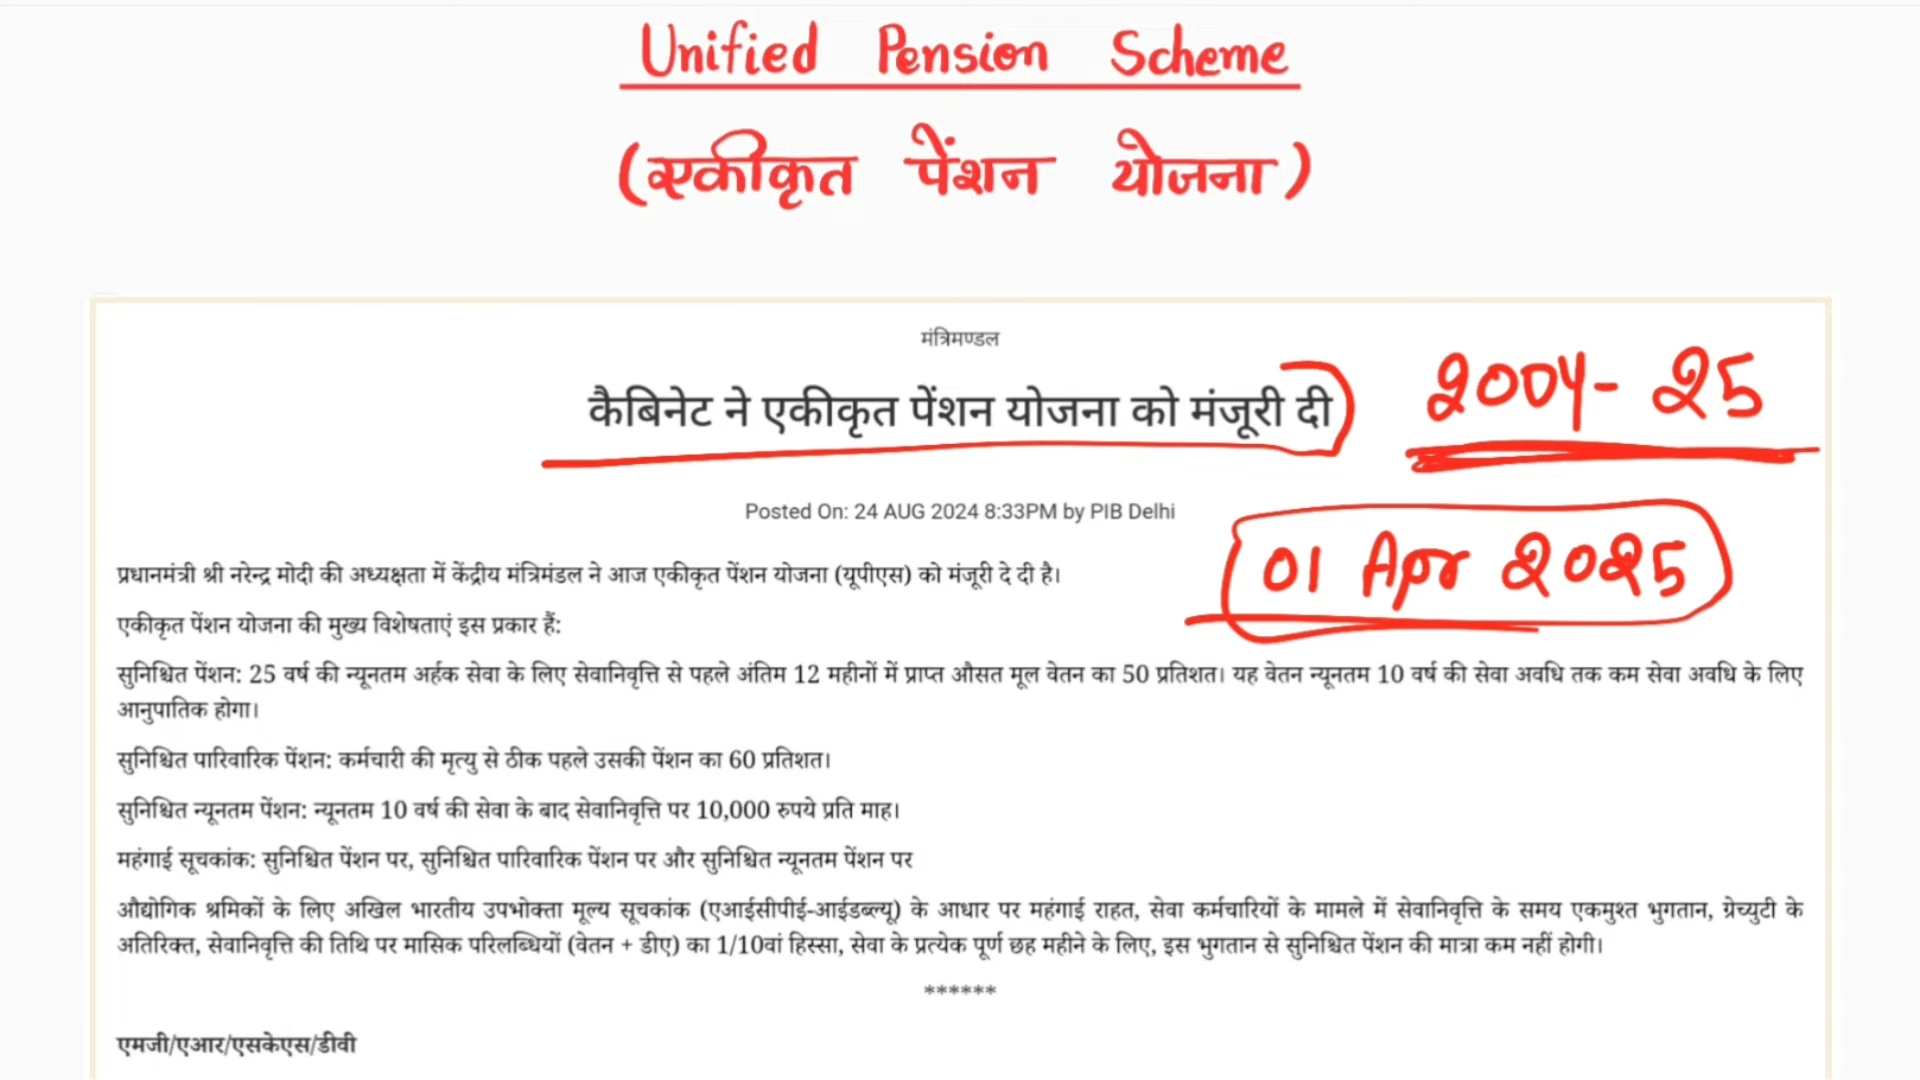 Unified Pension Scheme
(एकीकृत पेंशन योजना)
मंत्रिमण्डल
कैबिनेट ने एकीकृत पेंशन योजना को मंजूरी दी
2004-25
Posted On: 24 AUG 2024 8:33PM by PIB Delhi
01 Apr 2025
प्रधानमंत्री श्री नरेन्द्र मोदी की अध्यक्षता में केंद्रीय मंत्रिमंडल ने आज एकीकृत पेंशन योजना (यूपीएस) को मंजूरी दे दी है।
एकीकृत पेंशन योजना की मुख्य विशेषताएं इस प्रकार हैं:
सुनिश्चित पेंशन: 25 वर्ष की न्यूनतम अर्हक सेवा के लिए सेवानिवृत्ति से पहले अंतिम 12 महीनों में प्राप्त औसत मूल वेतन का 50 प्रतिशत। यह वेतन न्यूनतम 10 वर्ष की सेवा अवधि तक कम सेवा अवधि के लिए
आनुपातिक होगा।
सुनिश्चित पारिवारिक पेंशन: कर्मचारी की मृत्यु से ठीक पहले उसकी पेंशन का 60 प्रतिशत।
सुनिश्चित न्यूनतम पेंशन: न्यूनतम 10 वर्ष की सेवा के बाद सेवानिवृत्ति पर 10,000 रुपये प्रति माह।
महंगाई सूचकांक: सुनिश्चित पेंशन पर, सुनिश्चित पारिवारिक पेंशन पर और सुनिश्चित न्यूनतम पेंशन पर
औद्योगिक श्रमिकों के लिए अखिल भारतीय उपभोक्ता मूल्य सूचकांक (एआईसीपीई-आईडब्ल्यू) के आधार पर महंगाई राहत, सेवा कर्मचारियों के मामले में सेवानिवृत्ति के समय एकमुश्त भुगतान, ग्रेच्युटी के
अतिरिक्त, सेवानिवृत्ति की तिथि पर मासिक परिलब्धियों (वेतन + डीए) का 1/10वां हिस्सा, सेवा के प्रत्येक पूर्ण छह महीने के लिए, इस भुगतान से सुनिश्चित पेंशन की मात्रा कम नहीं होगी।
******
एमजी/एआर/एसकेएस/डीवी